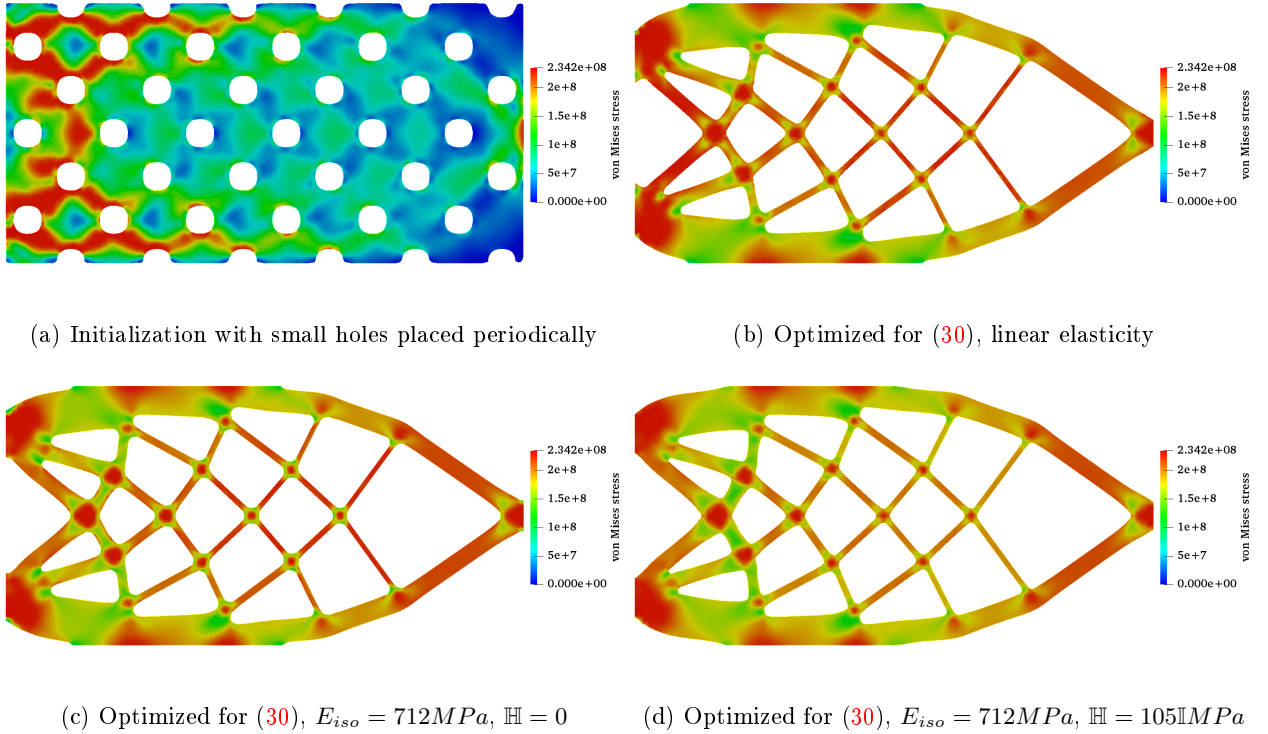 2.342e+08
2e+8
1.5e+8
1e+8
5e+7
0.000e+00
von Mises stress
2.342e+08
2e+8
1.5e+8
1e+8
5e+7
0.000e+00
von Mises stress
(a) Initialization with small holes placed periodically
(b) Optimized for (30), linear elasticity
2.342e+08
2e+8
1.5e+8
1e+8
5e+7
0.000e+00
von Mises stress
2.342e+08
2e+8
1.5e+8
1e+8
5e+7
0.000e+00
von Mises stress
(c) Optimized for (30), E_{iso} = 712MPa, ℍ = 0
(d) Optimized for (30), E_{iso} = 712MPa, ℍ = 105𝕀MPa